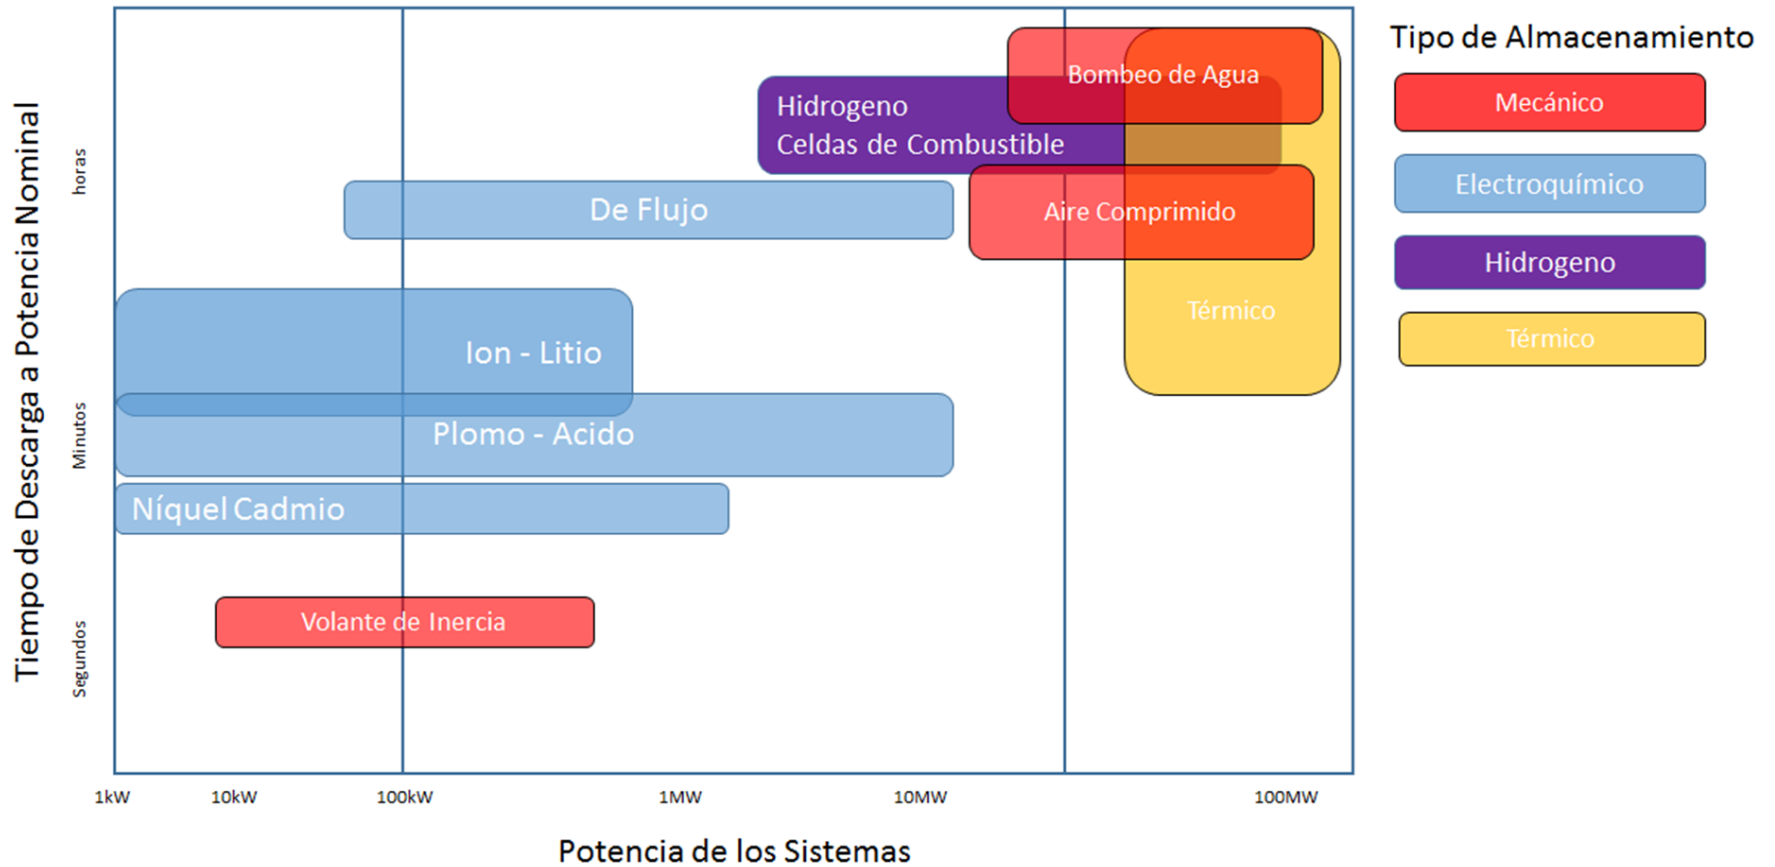 Tiempo de Descarga a Potencia Nominal
horas
Minutos
Segundos
Bombeo de Agua
Hidrogeno
Celdas de Combustible
De Flujo
Aire Comprimido
Térmico
Ion - Litio
Plomo - Acido
Níquel Cadmio
Volante de Inercia
1kW
10kW
100kW
1MW
10MW
100MW
Potencia de los Sistemas
Tipo de Almacenamiento
Mecánico
Electroquímico
Hidrogeno
Térmico